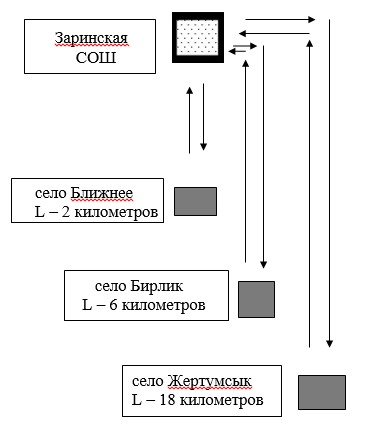 Заринская
СОШ
село Ближнее
L – 2 километров
село Бирлик
L – 6 километров
село Жертумсык
L – 18 километров